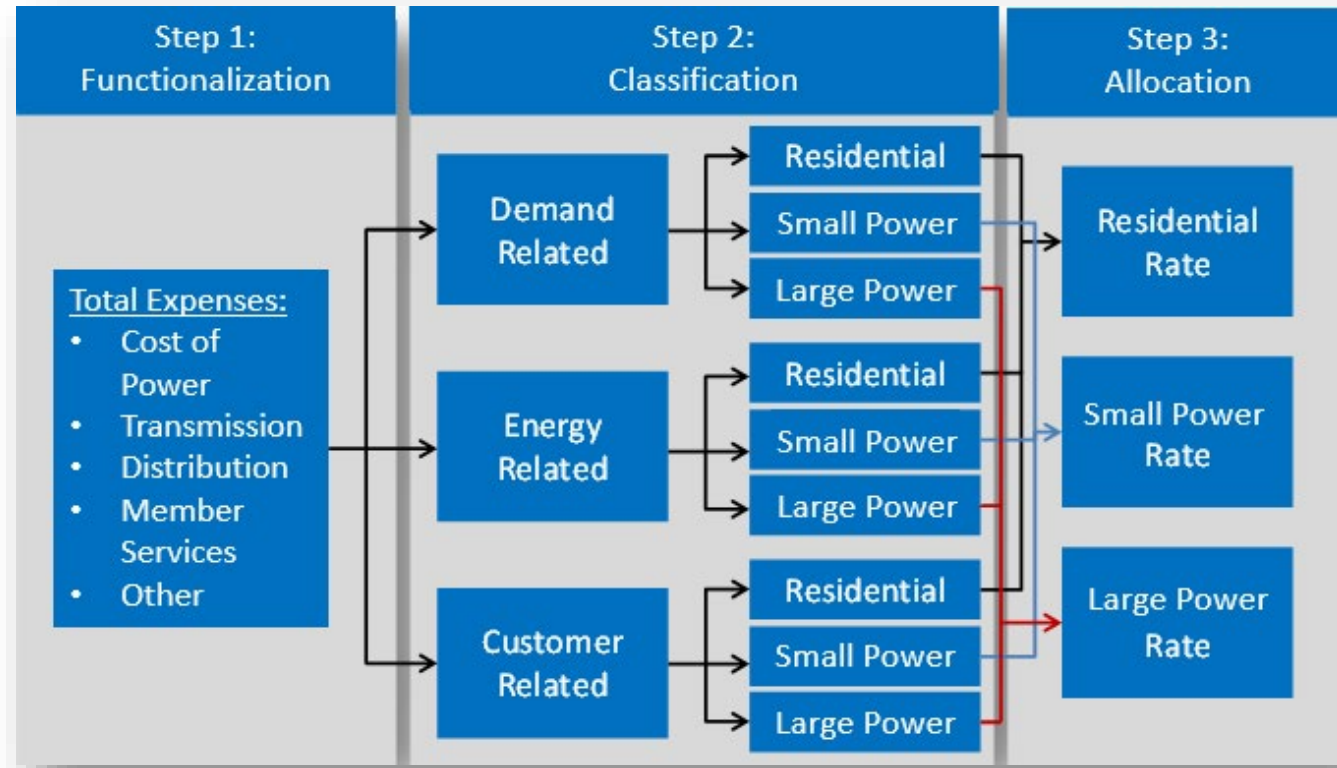 Step 1:
Functionalization
Step 2:
Classification
Step 3:
Allocation
Total Expenses:
• Cost of
Power
• Transmission
• Distribution
• Member
Services
• Other
Demand
Related
Residential
Small Power
Large Power
Energy
Related
Residential
Small Power
Large Power
Customer
Related
Residential
Small Power
Large Power
Residential
Rate
Small Power
Rate
Large Power
Rate